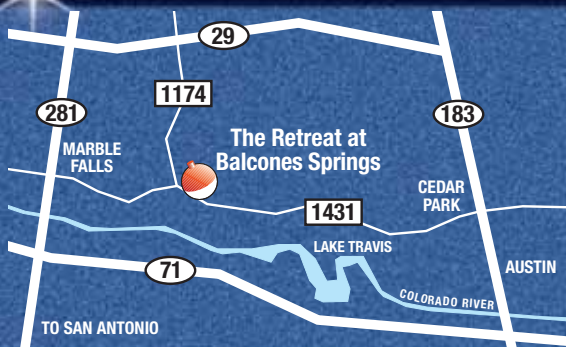 29
1174
281
183
MARBLE
FALLS
The Retreat at
Balcones Springs
CEDAR
PARK
1431
LAKE TRAVIS
71
AUSTIN
COLORADO RIVER
TO SAN ANTONIO